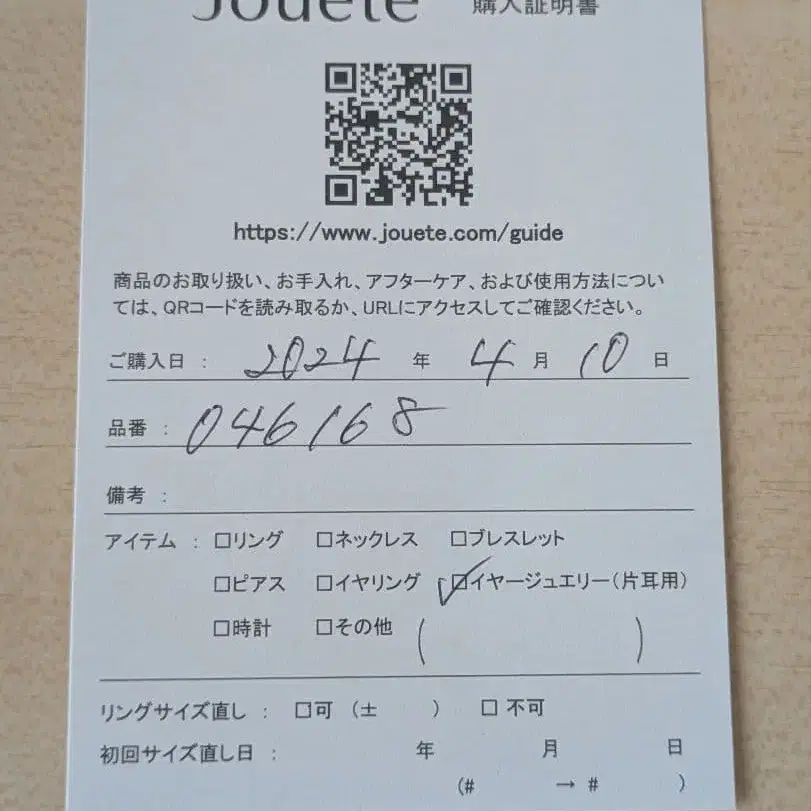 Jouete 購入証明書
https://www.jouete.com/guide
商品のお取り扱い、お手入れ、アフターケア、および使用方法につい
ては、QRコードを読み取るか、URLにアクセスしてご確認ください。
ご購入日 : 2024 年 4 月 10 日
品番 : 046168
備考 :
アイテム : □リング □ネックレス □ブレスレット
□ピアス □イヤリング ☑イヤージュエリー(片耳用)
□時計 □その他 ( )
リングサイズ直し : □可 (± ) □ 不可
初回サイズ直し日 : 年 月 日
(# → # )